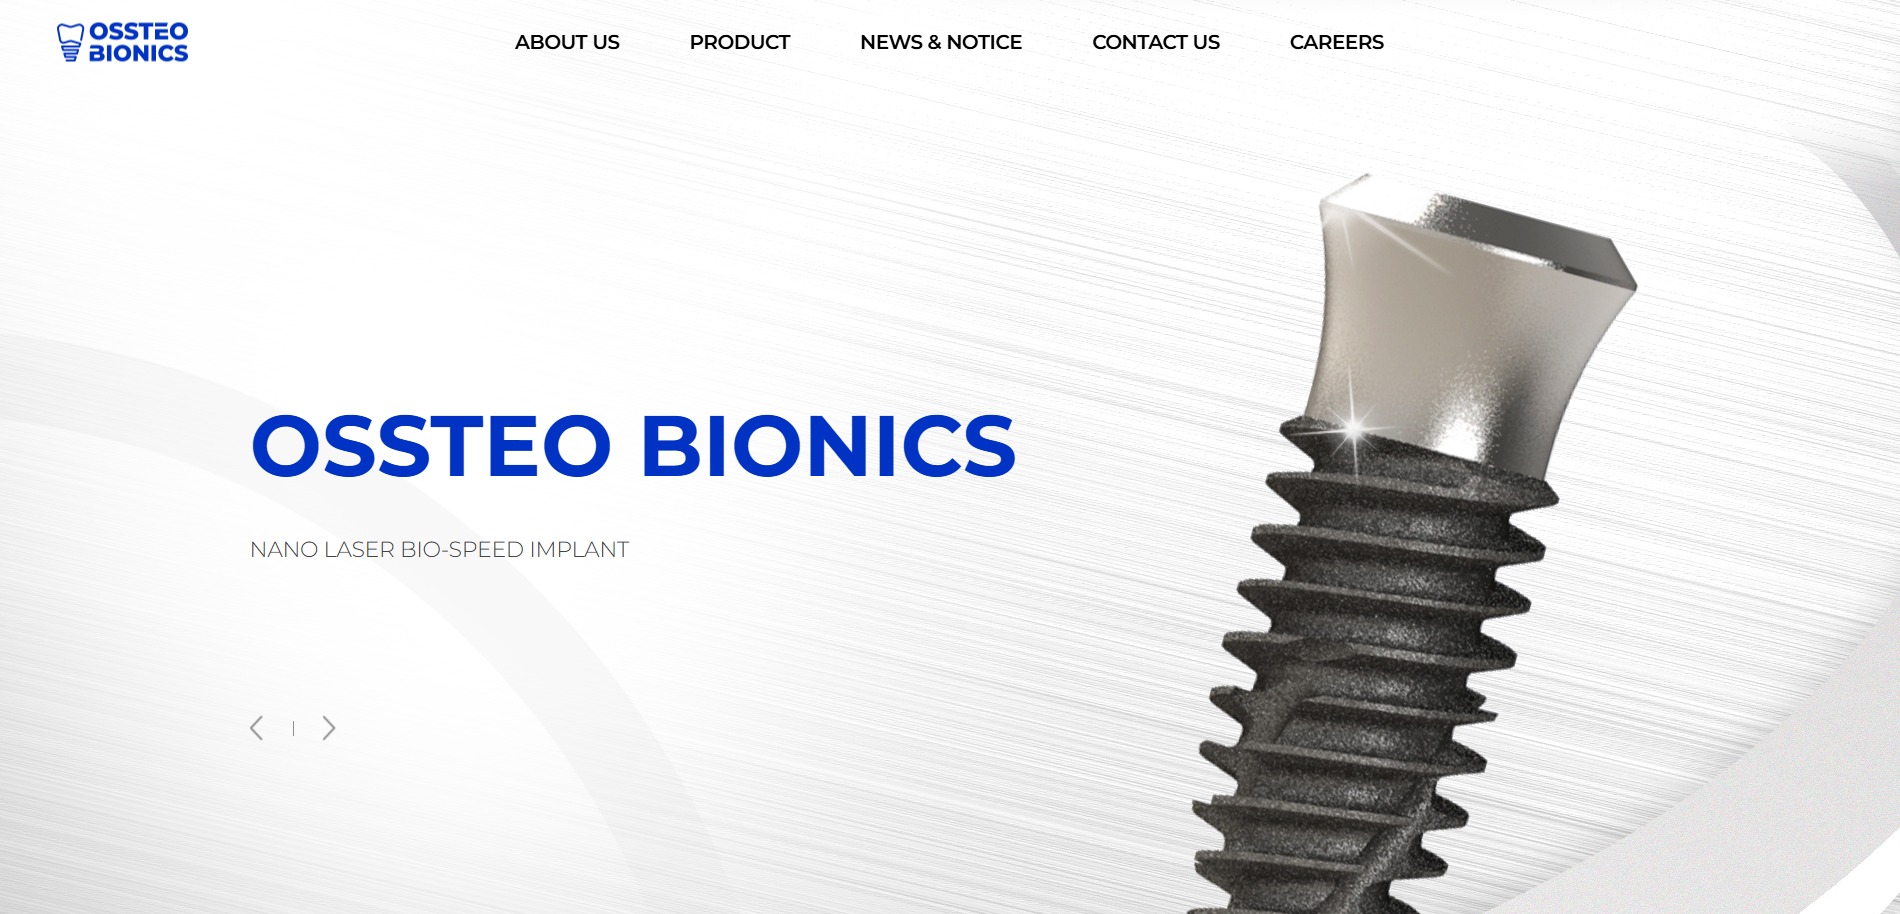 OSSTEO
BIONICS
ABOUT US
PRODUCT
NEWS & NOTICE
CONTACT US
CAREERS
OSSTEO BIONICS
NANO LASER BIO-SPEED IMPLANT